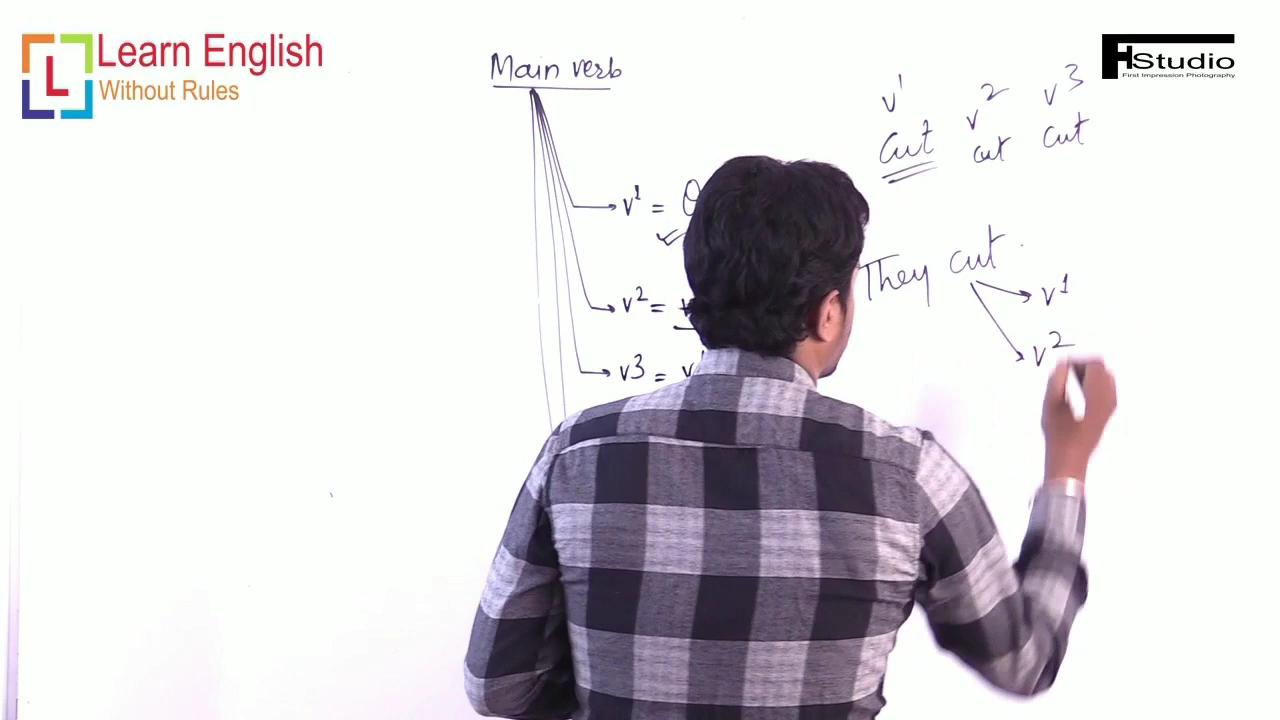 Learn English
Without Rules
L
HStudio
First Impression Photography
Main verb
v1 =
v2 =
v3 =
v1 v2 v3
cut cut cut
They cut
v1
v2